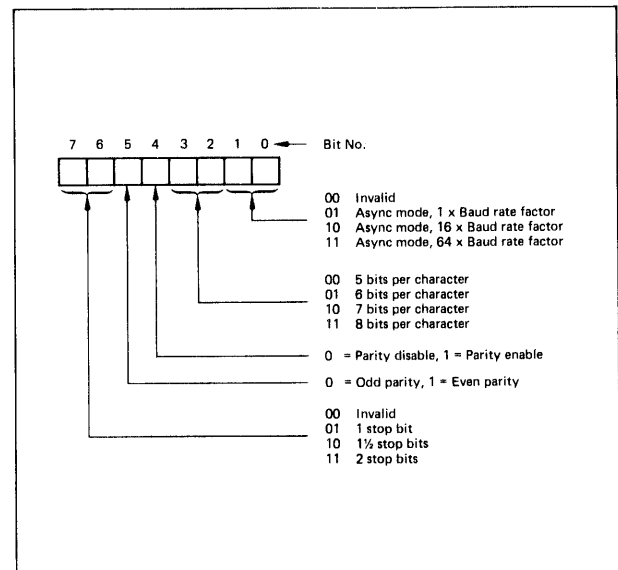 7 6 5 4 3 2 1 0 Bit No.
00 Invalid
01 Async mode, 1 x Baud rate factor
10 Async mode, 16 x Baud rate factor
11 Async mode, 64 x Baud rate factor
00 5 bits per character
01 6 bits per character
10 7 bits per character
11 8 bits per character
0 = Parity disable, 1 = Parity enable
0 = Odd parity, 1 = Even parity
00 Invalid
01 1 stop bit
10 1½ stop bits
11 2 stop bits